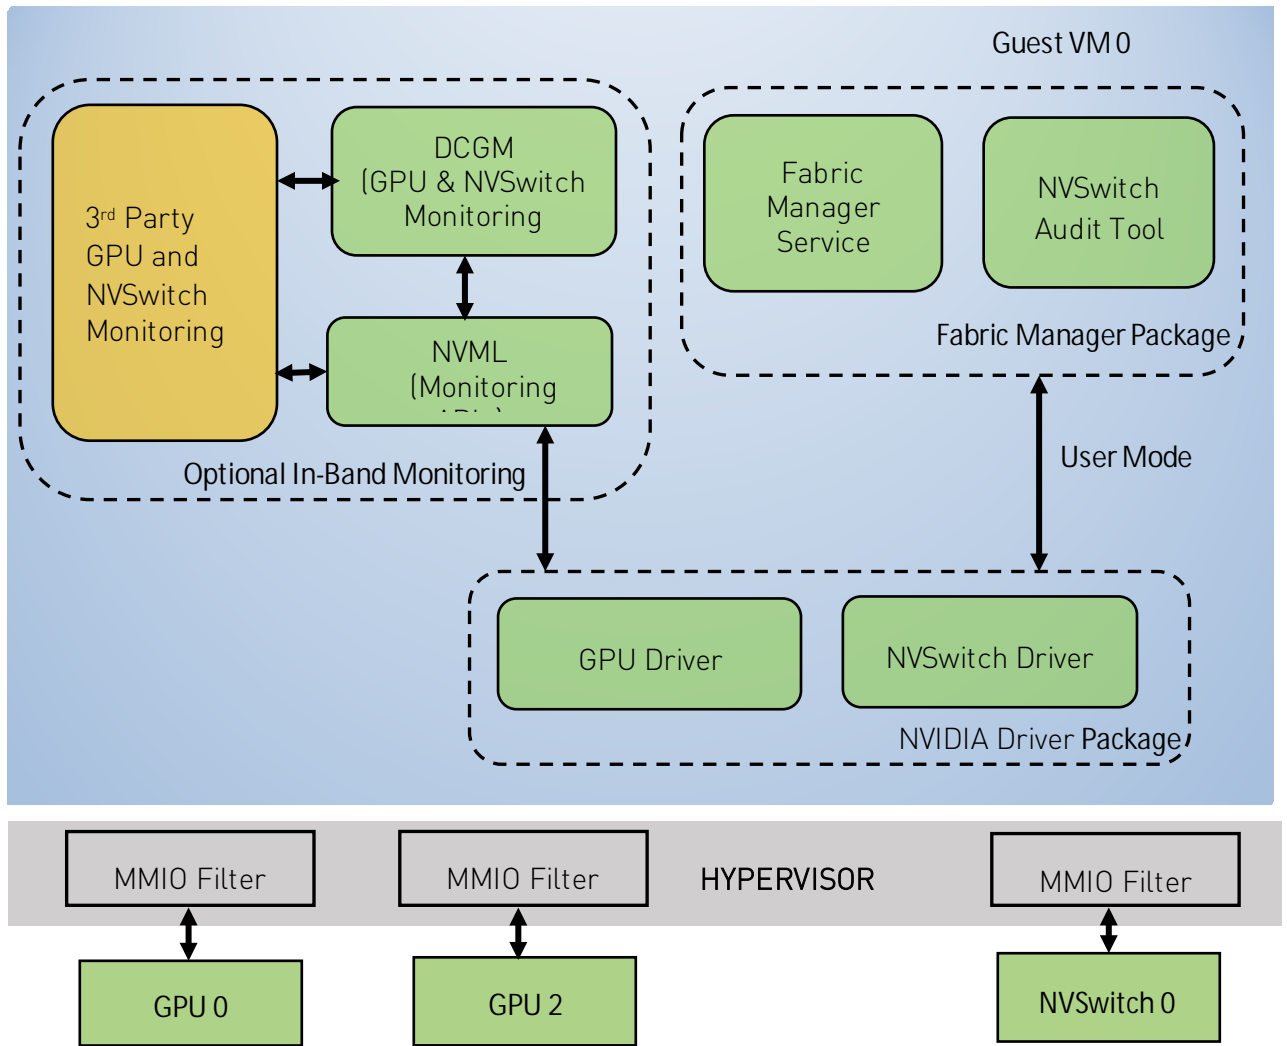 Guest VM 0
DCGM
(GPU & NVSwitch
Monitoring
3rd Party
GPU and
NVSwitch
Monitoring
NVML
(Monitoring
Optional In-Band Monitoring
Fabric
Manager
Service
NVSwitch
Audit Tool
Fabric Manager Package
User Mode
GPU Driver
NVSwitch Driver
NVIDIA Driver Package
MMIO Filter
MMIO Filter
HYPERVISOR
MMIO Filter
GPU 0
GPU 2
NVSwitch 0